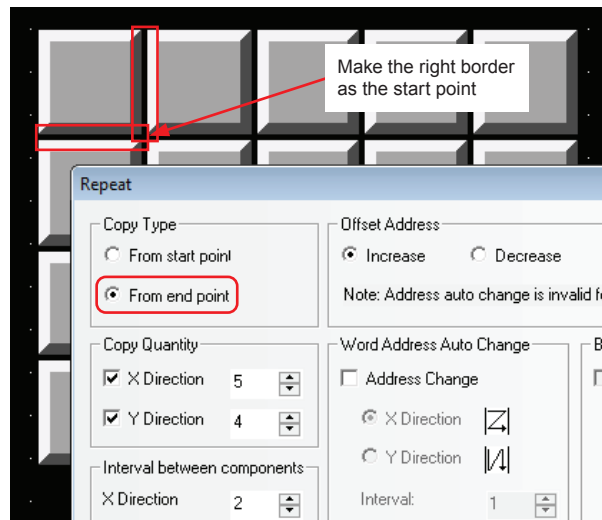 Make the right border
as the start point
Repeat
Copy Type
From start point
From end point
Offset Address
Increase
Decrease
Note: Address auto change is invalid f
Copy Quantity
X Direction 5
Y Direction 4
Word Address Auto Change
Address Change
X Direction
Y Direction
Interval: 1
B
Interval between components
X Direction 2